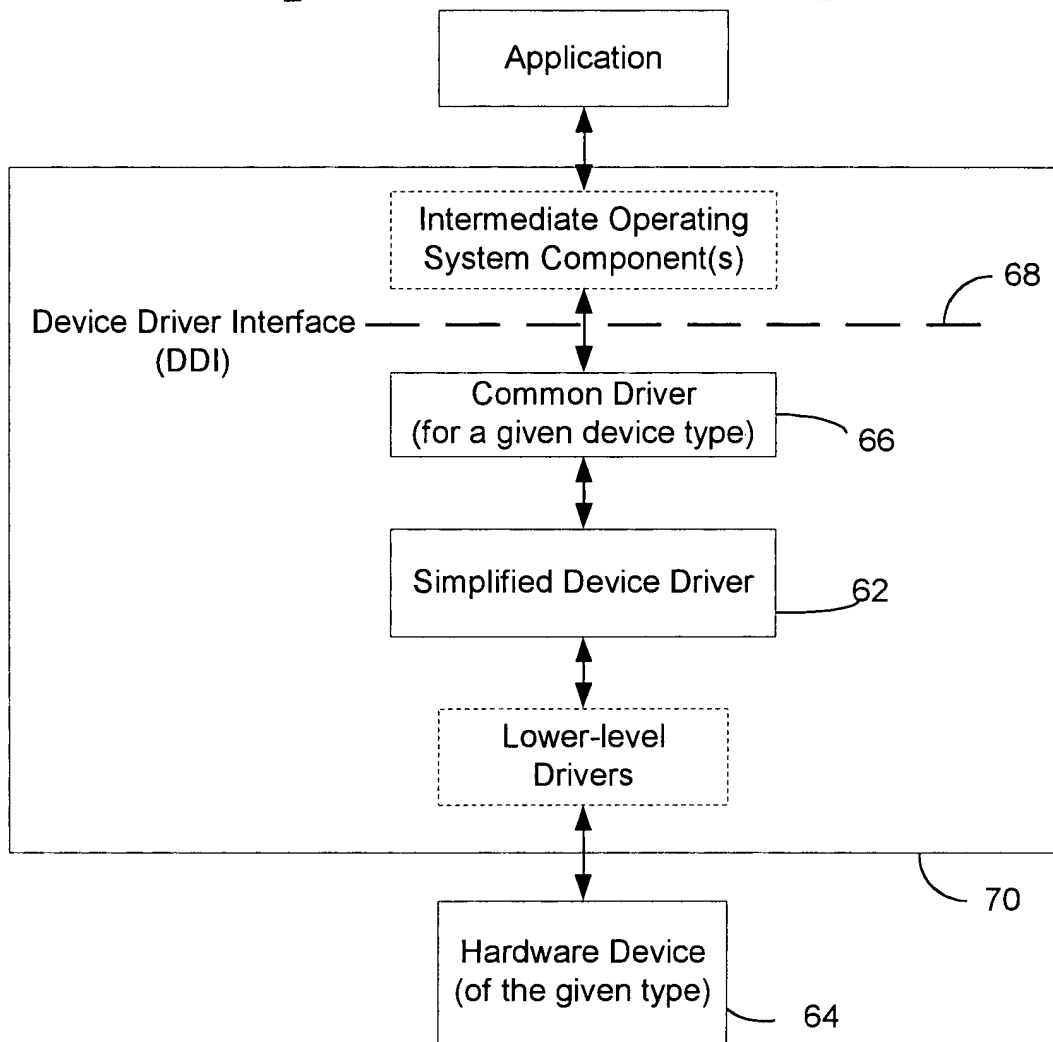 Application
Intermediate Operating
System Component(s)
68
Device Driver Interface
(DDI)
Common Driver
(for a given device type)
66
Simplified Device Driver
62
Lower-level
Drivers
70
Hardware Device
(of the given type)
64